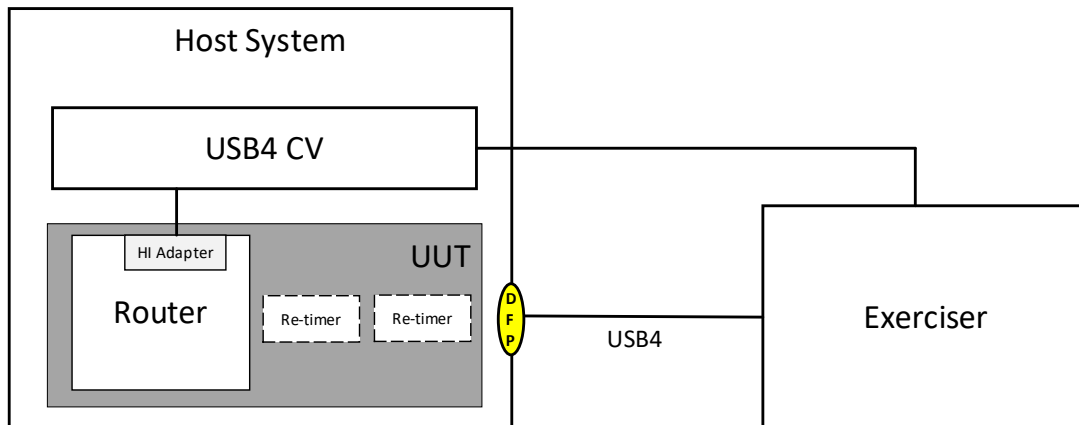 Host System
USB4 CV
HI Adapter
UUT
Router
Re-timer
Re-timer
D
F
P
USB4
Exerciser